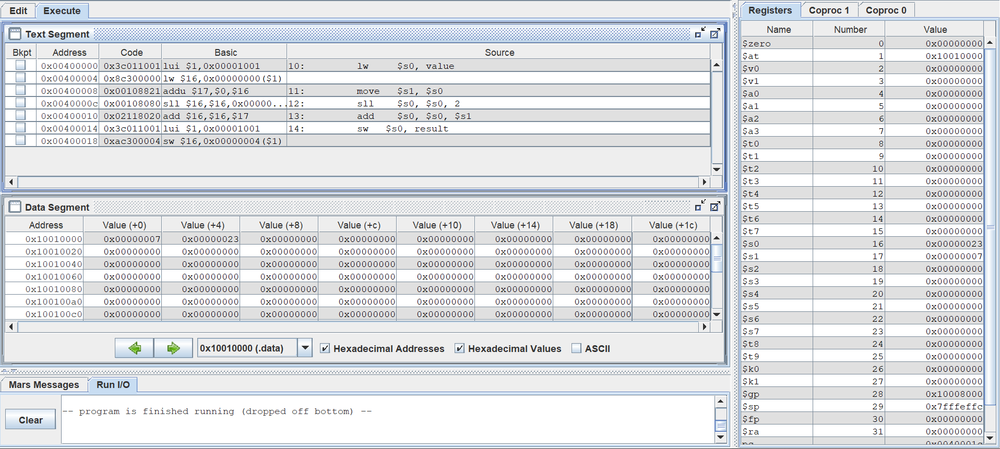 Edit Execute
Text Segment
Bkpt Address Code Basic Source
0x00400000 0x3c011001 lui $1,0x00001001 10: lw $s0, value
0x00400004 0x8c300000 lw $16,0x00000000($1)
0x00400008 0x00108821 addu $17,$0,$16 11: move $s1, $s0
0x0040000c 0x00108080 sll $16,$16,0x00000... 12: sll $s0, $s0, 2
0x00400010 0x02118020 add $16,$16,$17 13: add $s0, $s0, $s1
0x00400014 0x3c011001 lui $1,0x00001001 14: sw $s0, result
0x00400018 0xac300004 sw $16,0x00000004($1)
Data Segment
Address Value (+0) Value (+4) Value (+8) Value (+c) Value (+10) Value (+14) Value (+18) Value (+1c)
0x10010000 0x00000007 0x00000023 0x00000000 0x00000000 0x00000000 0x00000000 0x00000000 0x00000000
0x10010020 0x00000000 0x00000000 0x00000000 0x00000000 0x00000000 0x00000000 0x00000000 0x00000000
0x10010040 0x00000000 0x00000000 0x00000000 0x00000000 0x00000000 0x00000000 0x00000000 0x00000000
0x10010060 0x00000000 0x00000000 0x00000000 0x00000000 0x00000000 0x00000000 0x00000000 0x00000000
0x10010080 0x00000000 0x00000000 0x00000000 0x00000000 0x00000000 0x00000000 0x00000000 0x00000000
0x100100a0 0x00000000 0x00000000 0x00000000 0x00000000 0x00000000 0x00000000 0x00000000 0x00000000
0x100100c0 0x00000000 0x00000000 0x00000000 0x00000000 0x00000000 0x00000000 0x00000000 0x00000000
0x10010000 (.data) Hexadecimal Addresses Hexadecimal Values ASCII
Mars Messages Run I/O
Clear
-- program is finished running (dropped off bottom) --
Registers Coproc 1 Coproc 0
Name Number Value
$zero 0 0x00000000
$at 1 0x10010000
$v0 2 0x00000000
$v1 3 0x00000000
$a0 4 0x00000000
$a1 5 0x00000000
$a2 6 0x00000000
$a3 7 0x00000000
$t0 8 0x00000000
$t1 9 0x00000000
$t2 10 0x00000000
$t3 11 0x00000000
$t4 12 0x00000000
$t5 13 0x00000000
$t6 14 0x00000000
$t7 15 0x00000000
$s0 16 0x00000023
$s1 17 0x00000007
$s2 18 0x00000000
$s3 19 0x00000000
$s4 20 0x00000000
$s5 21 0x00000000
$s6 22 0x00000000
$s7 23 0x00000000
$t8 24 0x00000000
$t9 25 0x00000000
$k0 26 0x00000000
$k1 27 0x00000000
$gp 28 0x10008000
$sp 29 0x7fffeffc
$fp 30 0x00000000
$ra 31 0x00000000
pc 0x0040001c